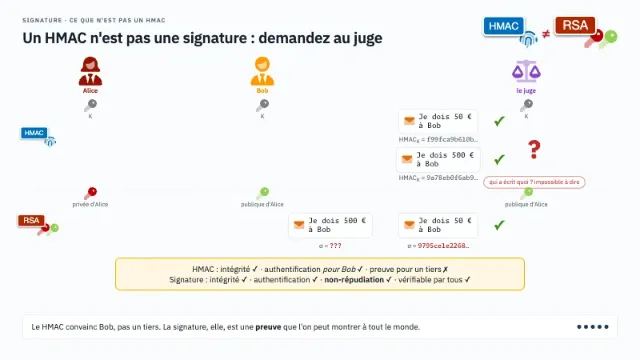 SIGNATURE · CE QUE N'EST PAS UN HMAC
Un HMAC n'est pas une signature : demandez au juge
HMAC ≠ RSA
Alice
Bob
le juge
K
K
K
HMAC
Je dois 50 €
à Bob
✔
HMACK = f99fca9b610b…
Je dois 500 €
à Bob
✔
?
HMACK = 9a78eb0f6ab9…
qui a écrit quoi ? impossible à dire
privée d'Alice
publique d'Alice
publique d'Alice
RSA
Je dois 500 €
à Bob
Je dois 50 €
à Bob
✔
σ = ???
σ = 9795ce1e2268…
HMAC : intégrité ✓ · authentification pour Bob ✓ · preuve pour un tiers ✗
Signature : intégrité ✓ · authentification ✓ · non-répudiation ✓ · vérifiable par tous ✓
Le HMAC convainc Bob, pas un tiers. La signature, elle, est une preuve que l'on peut montrer à tout le monde.